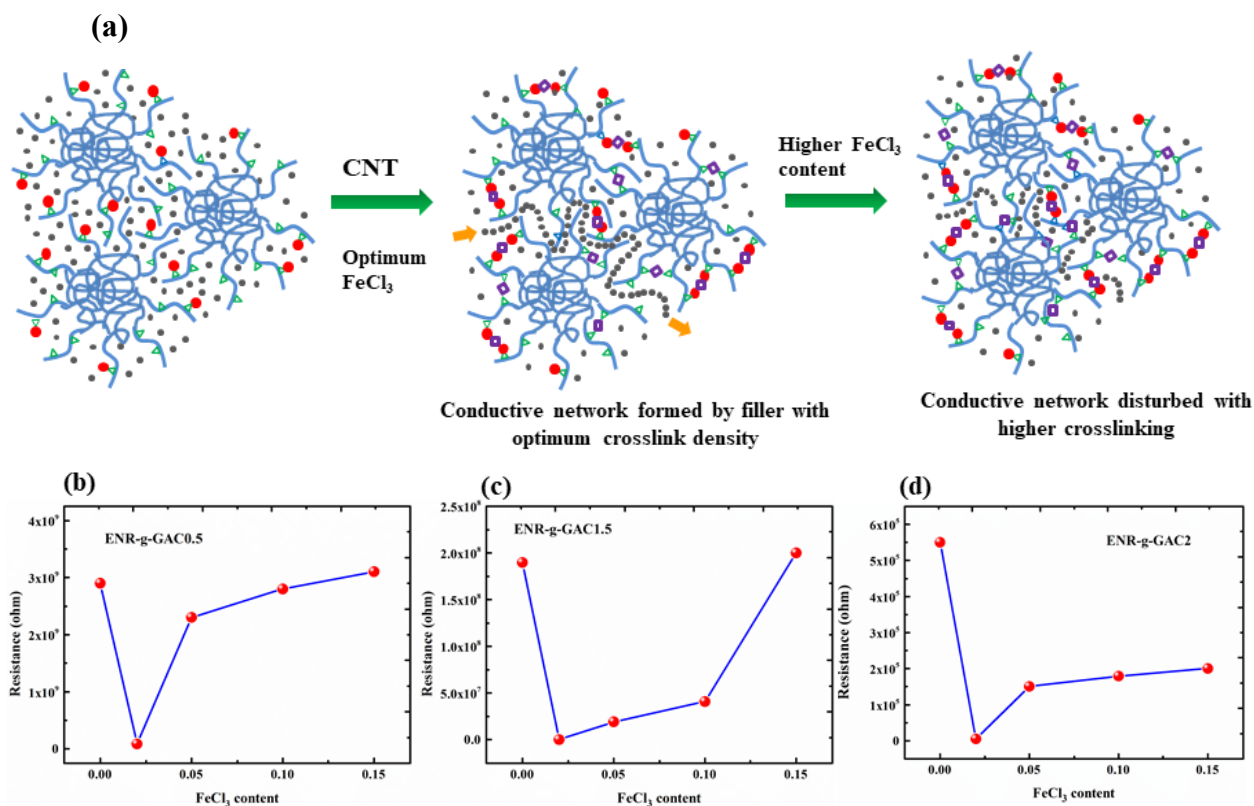 (a)
CNT
Optimum
FeCl₃
Higher FeCl₃
content
Conductive network formed by filler with
optimum crosslink density
Conductive network disturbed with
higher crosslinking
(b)
ENR-g-GAC0.5
Resistance (ohm)
4x10⁹
3x10⁹
2x10⁹
1x10⁹
0
0.00 0.05 0.10 0.15
FeCl₃ content
(c)
ENR-g-GAC1.5
Resistance (ohm)
2.5x10⁸
2.0x10⁸
1.5x10⁸
1.0x10⁸
5.0x10⁷
0.0
0.00 0.05 0.10 0.15
FeCl₃ content
(d)
ENR-g-GAC2
Resistance (ohm)
6x10⁵
5x10⁵
4x10⁵
3x10⁵
2x10⁵
1x10⁵
0
0.00 0.05 0.10 0.15
FeCl₃ content